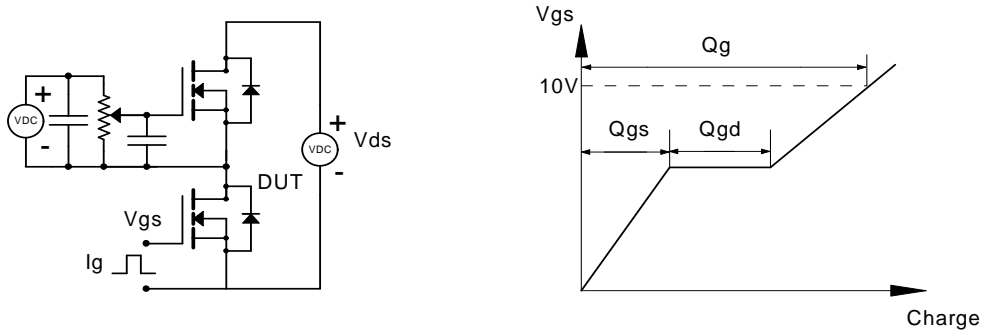 VDC
+
-
Vgs
Ig
DUT
VDC
+
-
Vds
Vgs
Qg
10V
Qgs
Qgd
Charge